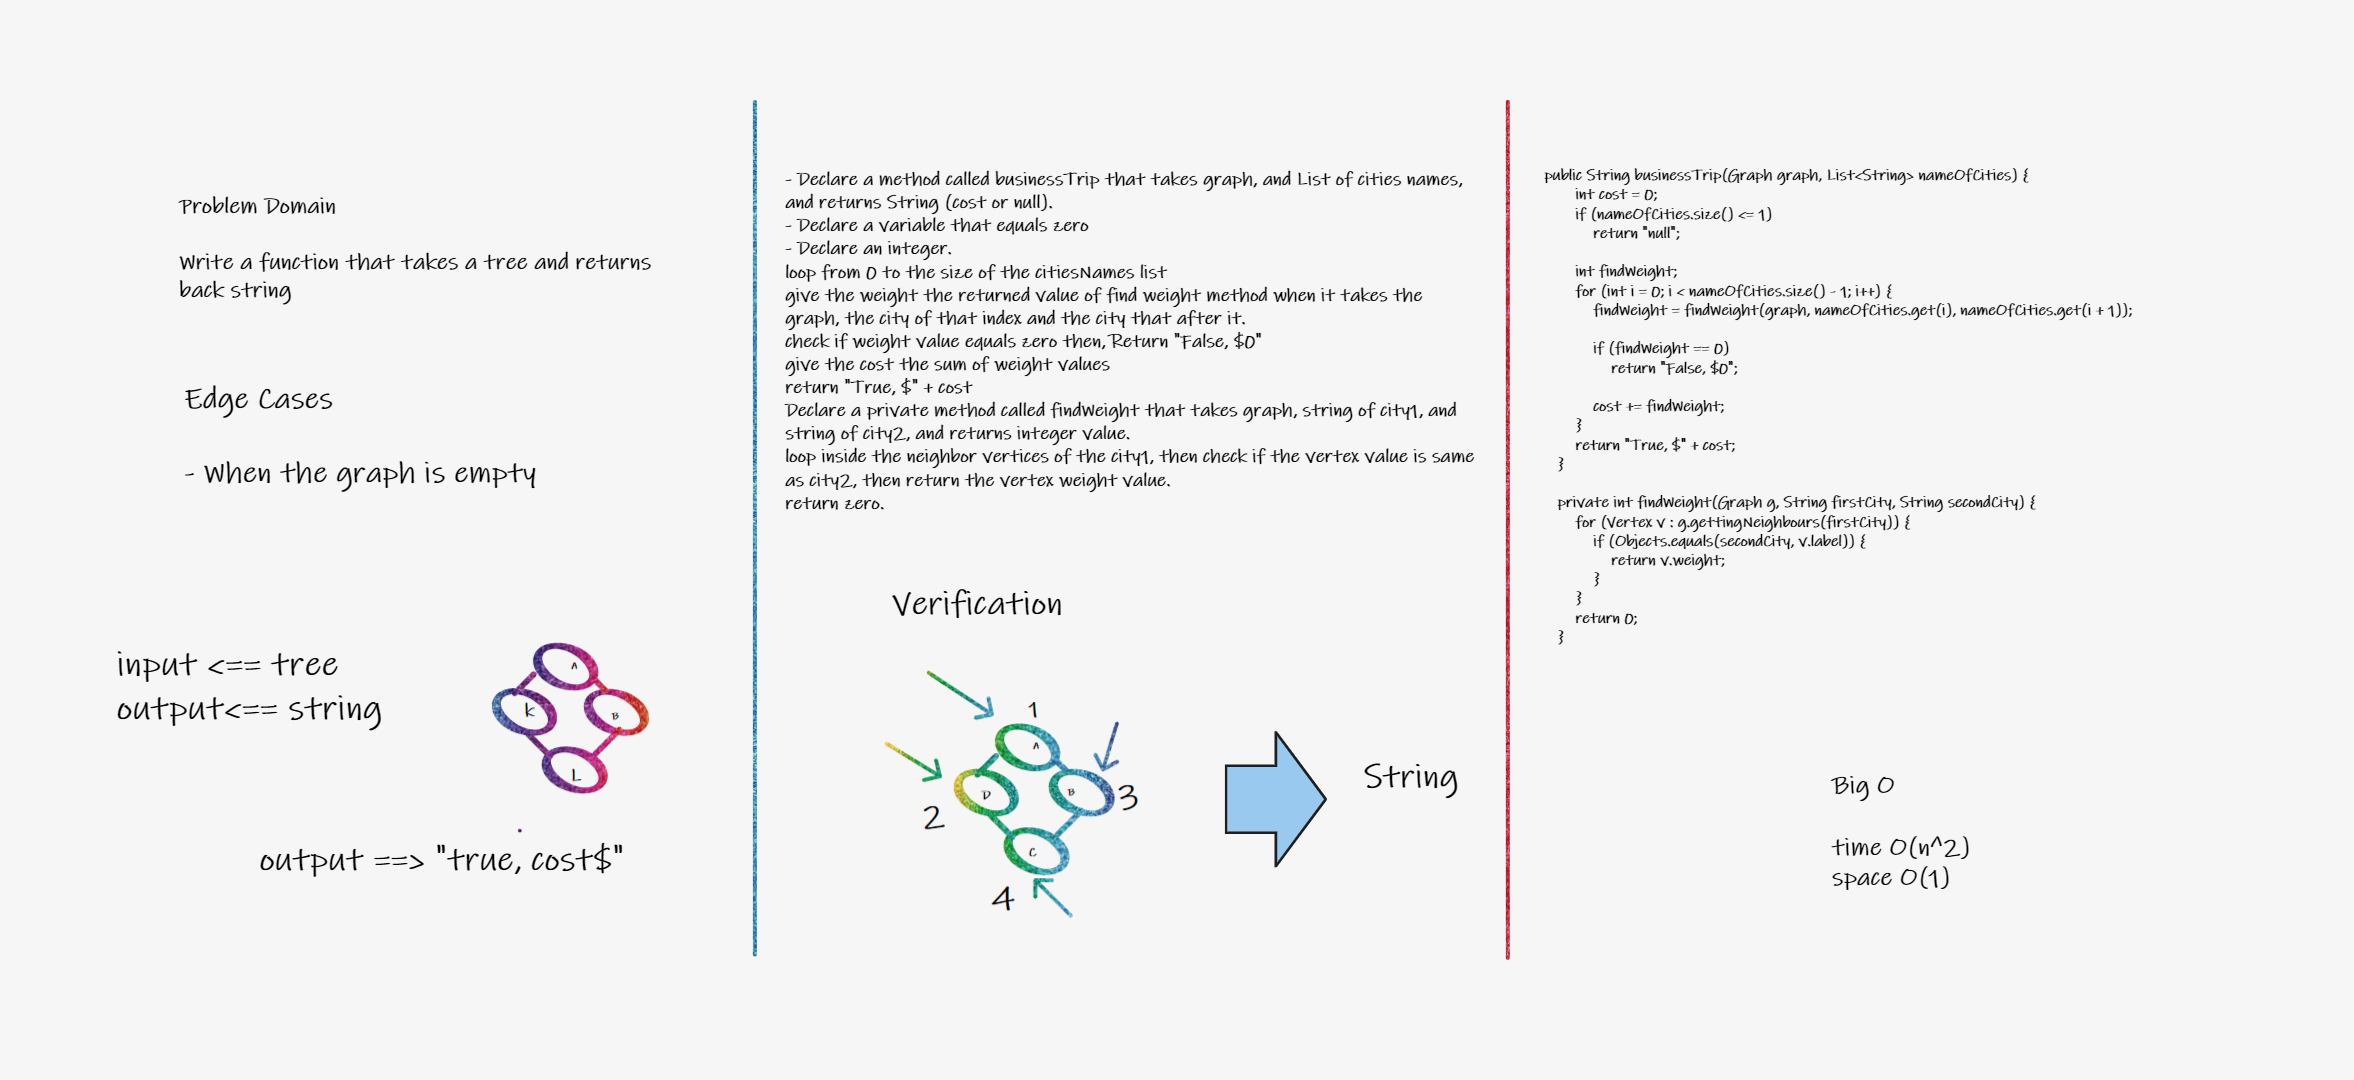 Problem Domain
Write a function that takes a tree and returns
back string
Edge Cases
- When the graph is empty
input <== tree
output<== string
A
K
B
L
output ==> "true, cost$"
- Declare a method called businessTrip that takes graph, and List of cities names,
and returns String (cost or null).
- Declare a variable that equals zero
- Declare an integer.
loop from 0 to the size of the citiesNames list
give the weight the returned value of find weight method when it takes the
graph, the city of that index and the city that after it.
check if weight value equals zero then, Return "False, $0"
give the cost the sum of weight values
return "True, $" + cost
Declare a private method called findWeight that takes graph, string of city1, and
string of city2, and returns integer value.
loop inside the neighbor vertices of the city1, then check if the vertex value is same
as city2, then return the vertex weight value.
return zero.
Verification
1
A
D
B
3
2
C
4
String
public String businessTrip(Graph graph, List<String> nameOfCities) {
int cost = 0;
if (nameOfCities.size() <= 1)
return "null";
int findWeight;
for (int i = 0; i < nameOfCities.size() - 1; i++) {
findWeight = findWeight(graph, nameOfCities.get(i), nameOfCities.get(i + 1));
if (findWeight == 0)
return "False, $0";
cost += findWeight;
}
return "True, $" + cost;
}
private int findWeight(Graph g, String firstCity, String secondCity) {
for (Vertex v : g.gettingNeighbours(firstCity)) {
if (Objects.equals(secondCity, v.label)) {
return v.weight;
}
}
return 0;
}
Big O
time O(n^2)
space O(1)